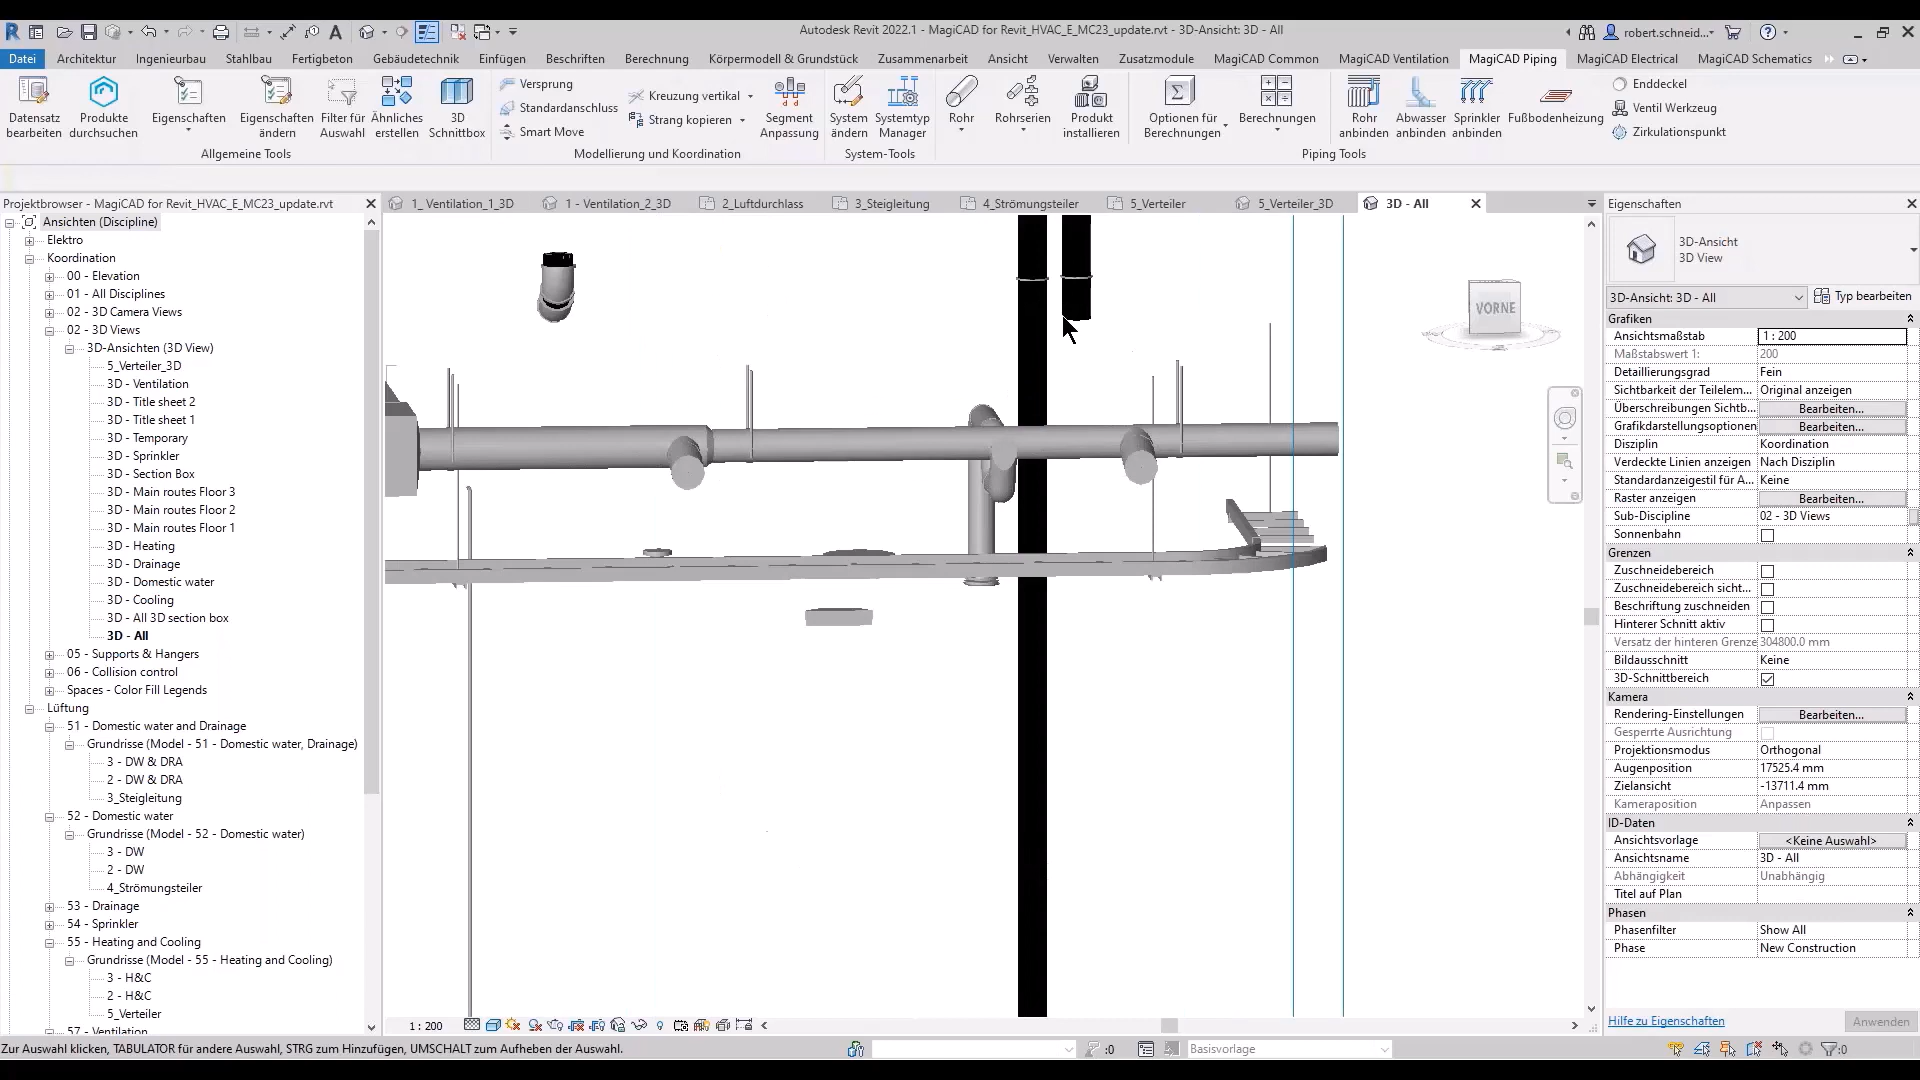 Autodesk Revit 2022.1 - MagiCAD for Revit_HVAC_E_MC23_update.rvt - 3D-Ansicht: 3D - All
robert.schneid...
Datei Architektur Ingenieurbau Stahlbau Fertigbeton Gebäudetechnik Einfügen Beschriften Berechnung Körpermodell & Grundstück Zusammenarbeit Ansicht Verwalten Zusatzmodule MagiCAD Common MagiCAD Ventilation MagiCAD Piping MagiCAD Electrical MagiCAD Schematics
Datensatz bearbeiten
Produkte durchsuchen
Eigenschaften
Eigenschaften ändern
Filter für Auswahl
Ähnliches erstellen
3D Schnittbox
Versprung
Standardanschluss
Smart Move
Kreuzung vertikal
Strang kopieren
Segment Anpassung
System ändern
Systemtyp Manager
Rohr
Rohrserien
Produkt installieren
Optionen für Berechnungen
Berechnungen
Rohr anbinden
Abwasser anbinden
Sprinkler anbinden
Fußbodenheizung
Enddeckel
Ventil Werkzeug
Zirkulationspunkt
Allgemeine Tools Modellierung und Koordination System-Tools Piping Tools
Projektbrowser - MagiCAD for Revit_HVAC_E_MC23_update.rvt
1_ Ventilation_1_3D 1 - Ventilation_2_3D 2_Luftdurchlass 3_Steigleitung 4_Strömungsteiler 5_Verteiler 5_Verteiler_3D 3D - All
Ansichten (Discipline)
Elektro
Koordination
00 - Elevation
01 - All Disciplines
02 - 3D Camera Views
02 - 3D Views
3D-Ansichten (3D View)
5_Verteiler_3D
3D - Ventilation
3D - Title sheet 2
3D - Title sheet 1
3D - Temporary
3D - Sprinkler
3D - Section Box
3D - Main routes Floor 3
3D - Main routes Floor 2
3D - Main routes Floor 1
3D - Heating
3D - Drainage
3D - Domestic water
3D - Cooling
3D - All 3D section box
3D - All
05 - Supports & Hangers
06 - Collision control
Spaces - Color Fill Legends
Lüftung
51 - Domestic water and Drainage
Grundrisse (Model - 51 - Domestic water, Drainage)
3 - DW & DRA
2 - DW & DRA
3_Steigleitung
52 - Domestic water
Grundrisse (Model - 52 - Domestic water)
3 - DW
2 - DW
4_Strömungsteiler
53 - Drainage
54 - Sprinkler
55 - Heating and Cooling
Grundrisse (Model - 55 - Heating and Cooling)
3 - H&C
2 - H&C
5_Verteiler
57 - Ventilation
VORNE
1 : 200
Eigenschaften
3D-Ansicht
3D View
3D-Ansicht: 3D - All Typ bearbeiten
Grafiken
Ansichtsmaßstab 1 : 200
Maßstabswert 1: 200
Detaillierungsgrad Fein
Sichtbarkeit der Teilelem... Original anzeigen
Überschreibungen Sichtb... Bearbeiten...
Grafikdarstellungsoptionen Bearbeiten...
Disziplin Koordination
Verdeckte Linien anzeigen Nach Disziplin
Standardanzeigestil für A... Keine
Raster anzeigen Bearbeiten...
Sub-Discipline 02 - 3D Views
Sonnenbahn
Grenzen
Zuschneidebereich
Zuschneidebereich sicht...
Beschriftung zuschneiden
Hinterer Schnitt aktiv
Versatz der hinteren Grenze 304800.0 mm
Bildausschnitt Keine
3D-Schnittbereich
Kamera
Rendering-Einstellungen Bearbeiten...
Gesperrte Ausrichtung
Projektionsmodus Orthogonal
Augenposition 17525.4 mm
Zielansicht -13711.4 mm
Kameraposition Anpassen
ID-Daten
Ansichtsvorlage <Keine Auswahl>
Ansichtsname 3D - All
Abhängigkeit Unabhängig
Titel auf Plan
Phasen
Phasenfilter Show All
Phase New Construction
Hilfe zu Eigenschaften Anwenden
Zur Auswahl klicken, TABULATOR für andere Auswahl, STRG zum Hinzufügen, UMSCHALT zum Aufheben der Auswahl.
:0
Basisvorlage
:0